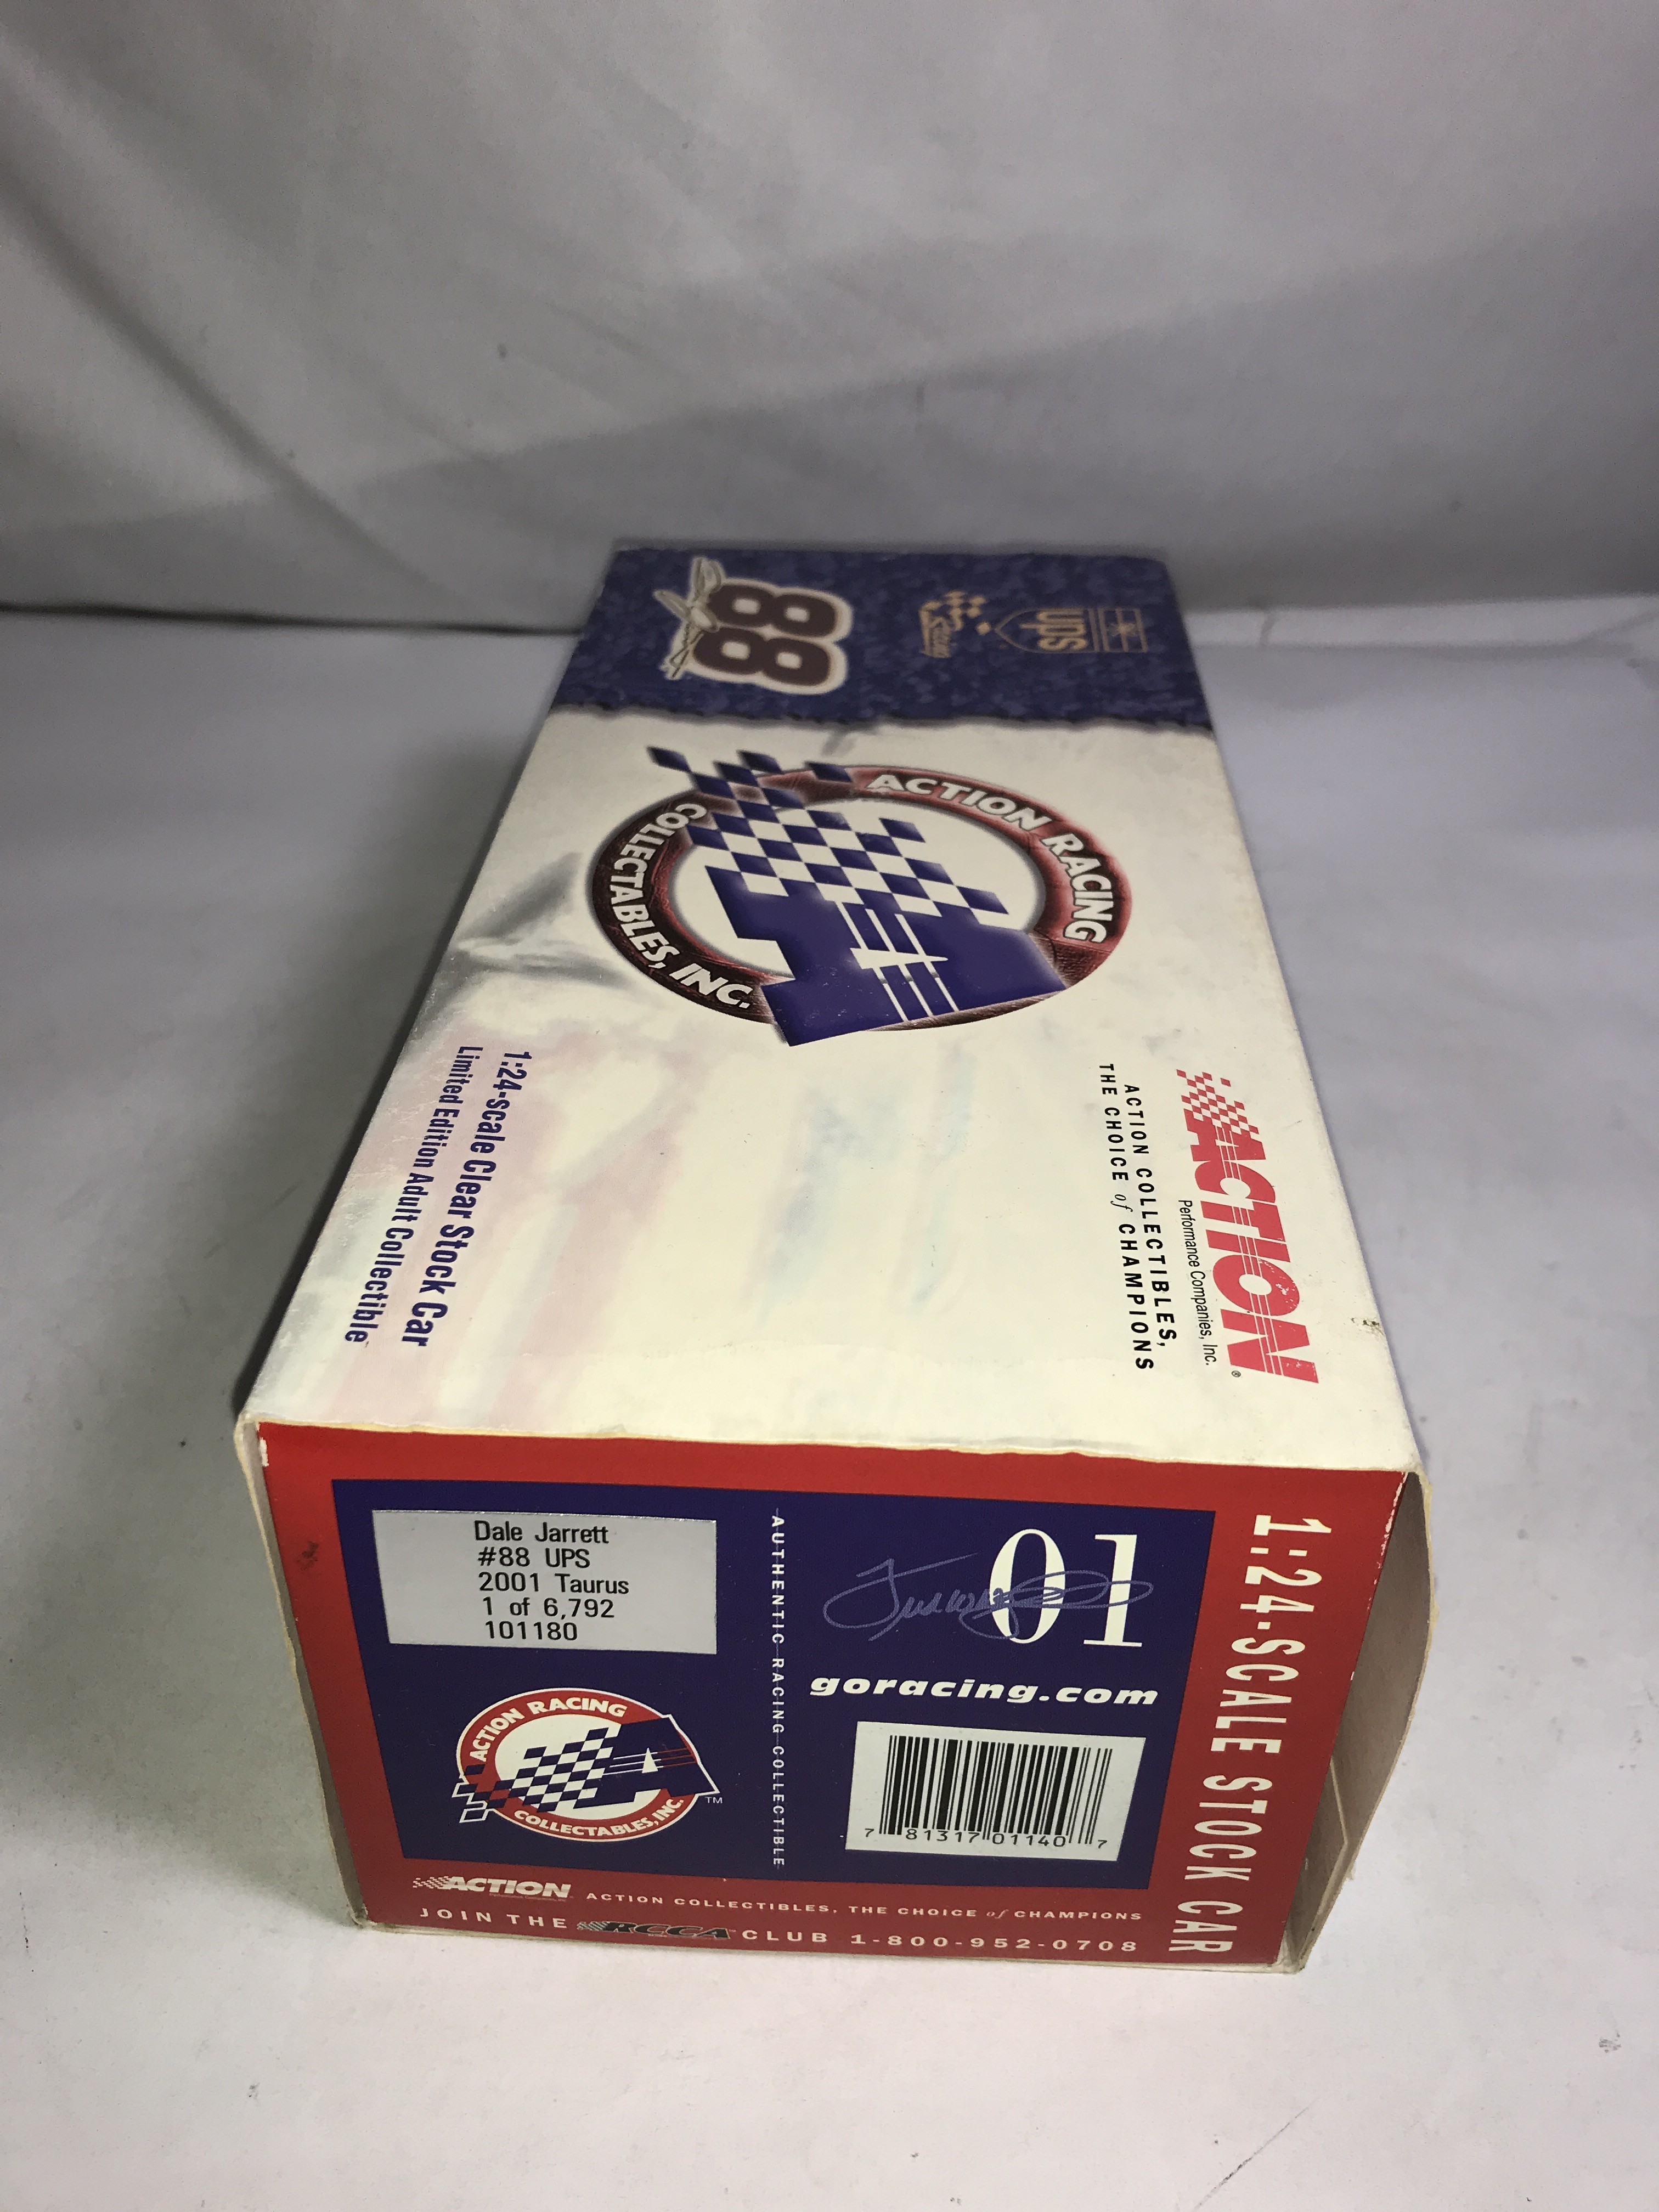 88
UPS
Racing
ACTION RACING
COLLECTABLES, INC.
ACTION®
Performance Companies, Inc.
ACTION COLLECTIBLES,
THE CHOICE of CHAMPIONS
1:24-scale Clear Stock Car
Limited Edition Adult Collectible
1:24-SCALE STOCK CAR
01
goracing.com
7 81317 01140 7
AUTHENTIC RACING COLLECTIBLE
Dale Jarrett
#88 UPS
2001 Taurus
1 of 6,792
101180
ACTION RACING
COLLECTABLES, INC.
TM
ACTION
ACTION COLLECTIBLES, THE CHOICE of CHAMPIONS
JOIN THE RCCA CLUB 1-800-952-0708